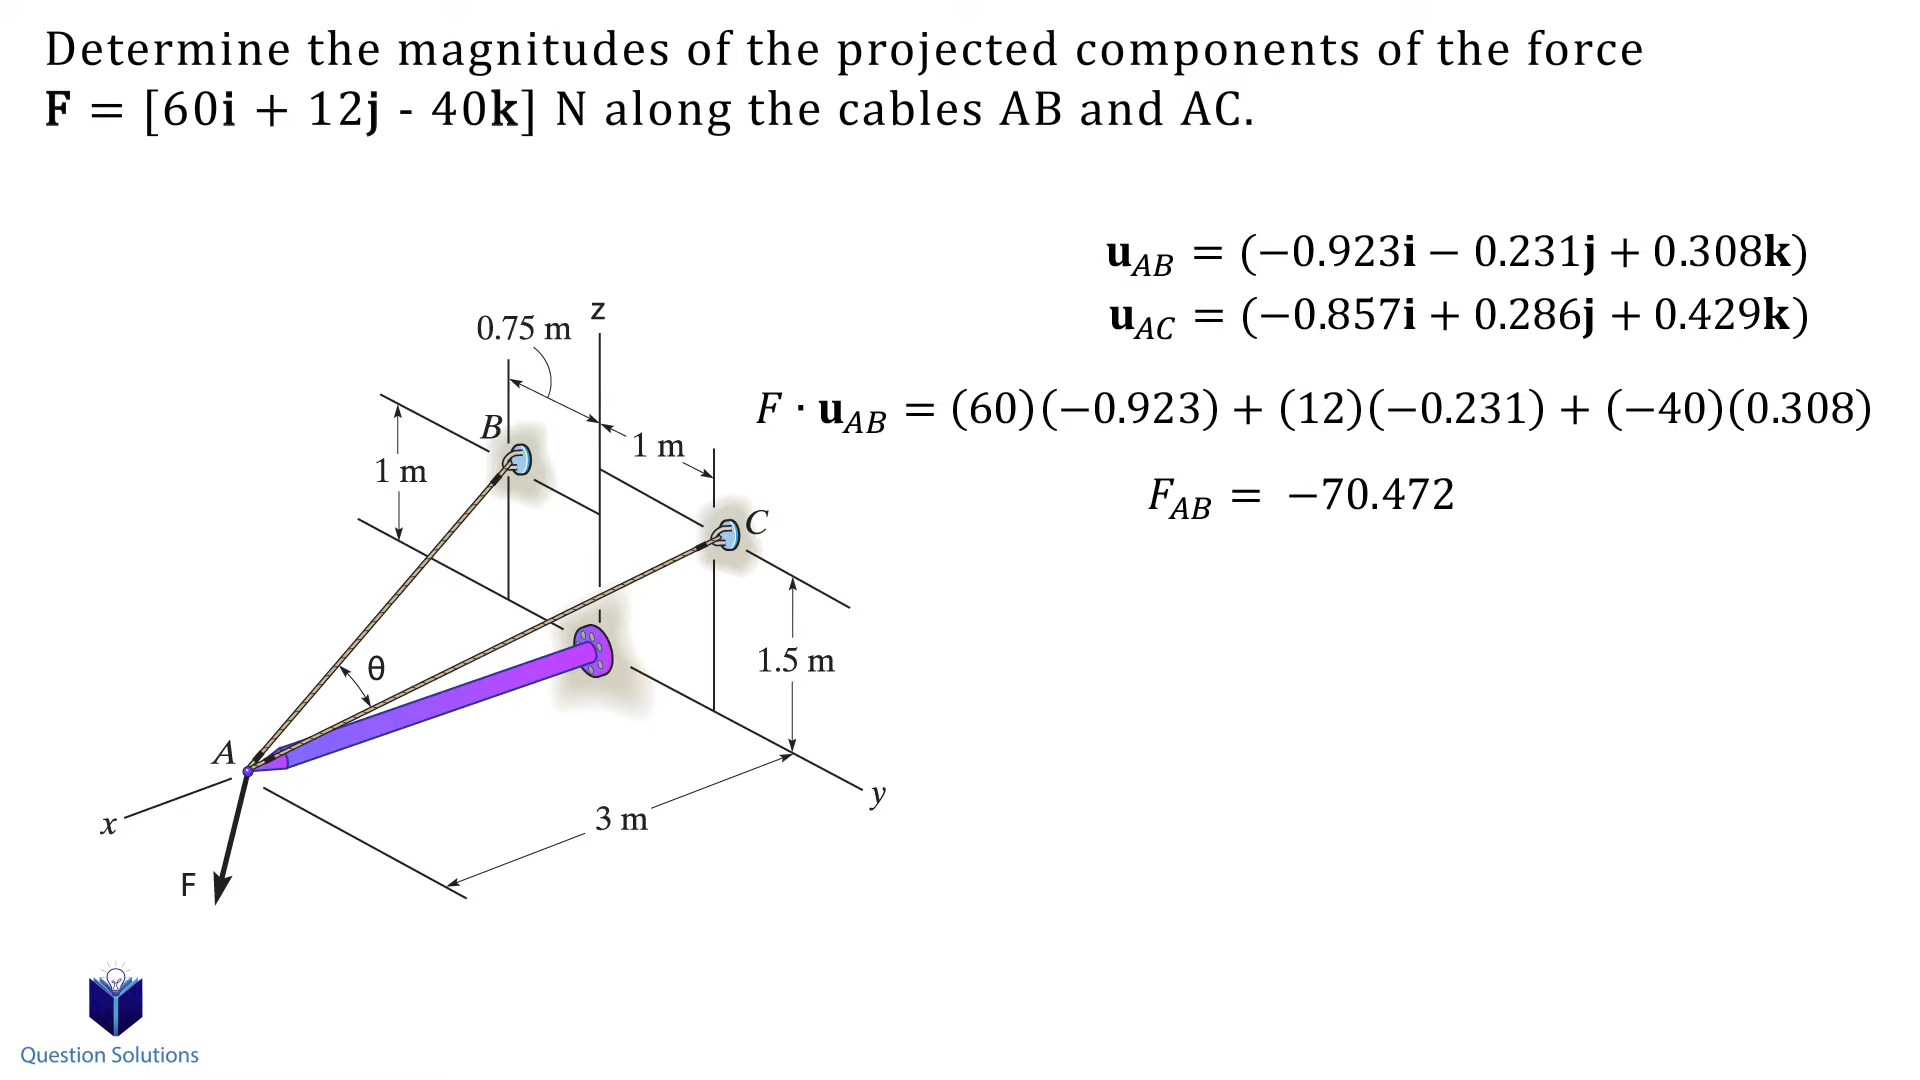 Determine the magnitudes of the projected components of the force
F = [60i + 12j - 40k] N along the cables AB and AC.
u_AB = (−0.923i − 0.231j + 0.308k)
u_AC = (−0.857i + 0.286j + 0.429k)
F · u_AB = (60)(−0.923) + (12)(−0.231) + (−40)(0.308)
F_AB = −70.472
z
0.75 m
B
1 m
1 m
C
1.5 m
θ
A
x
y
3 m
F
Question Solutions